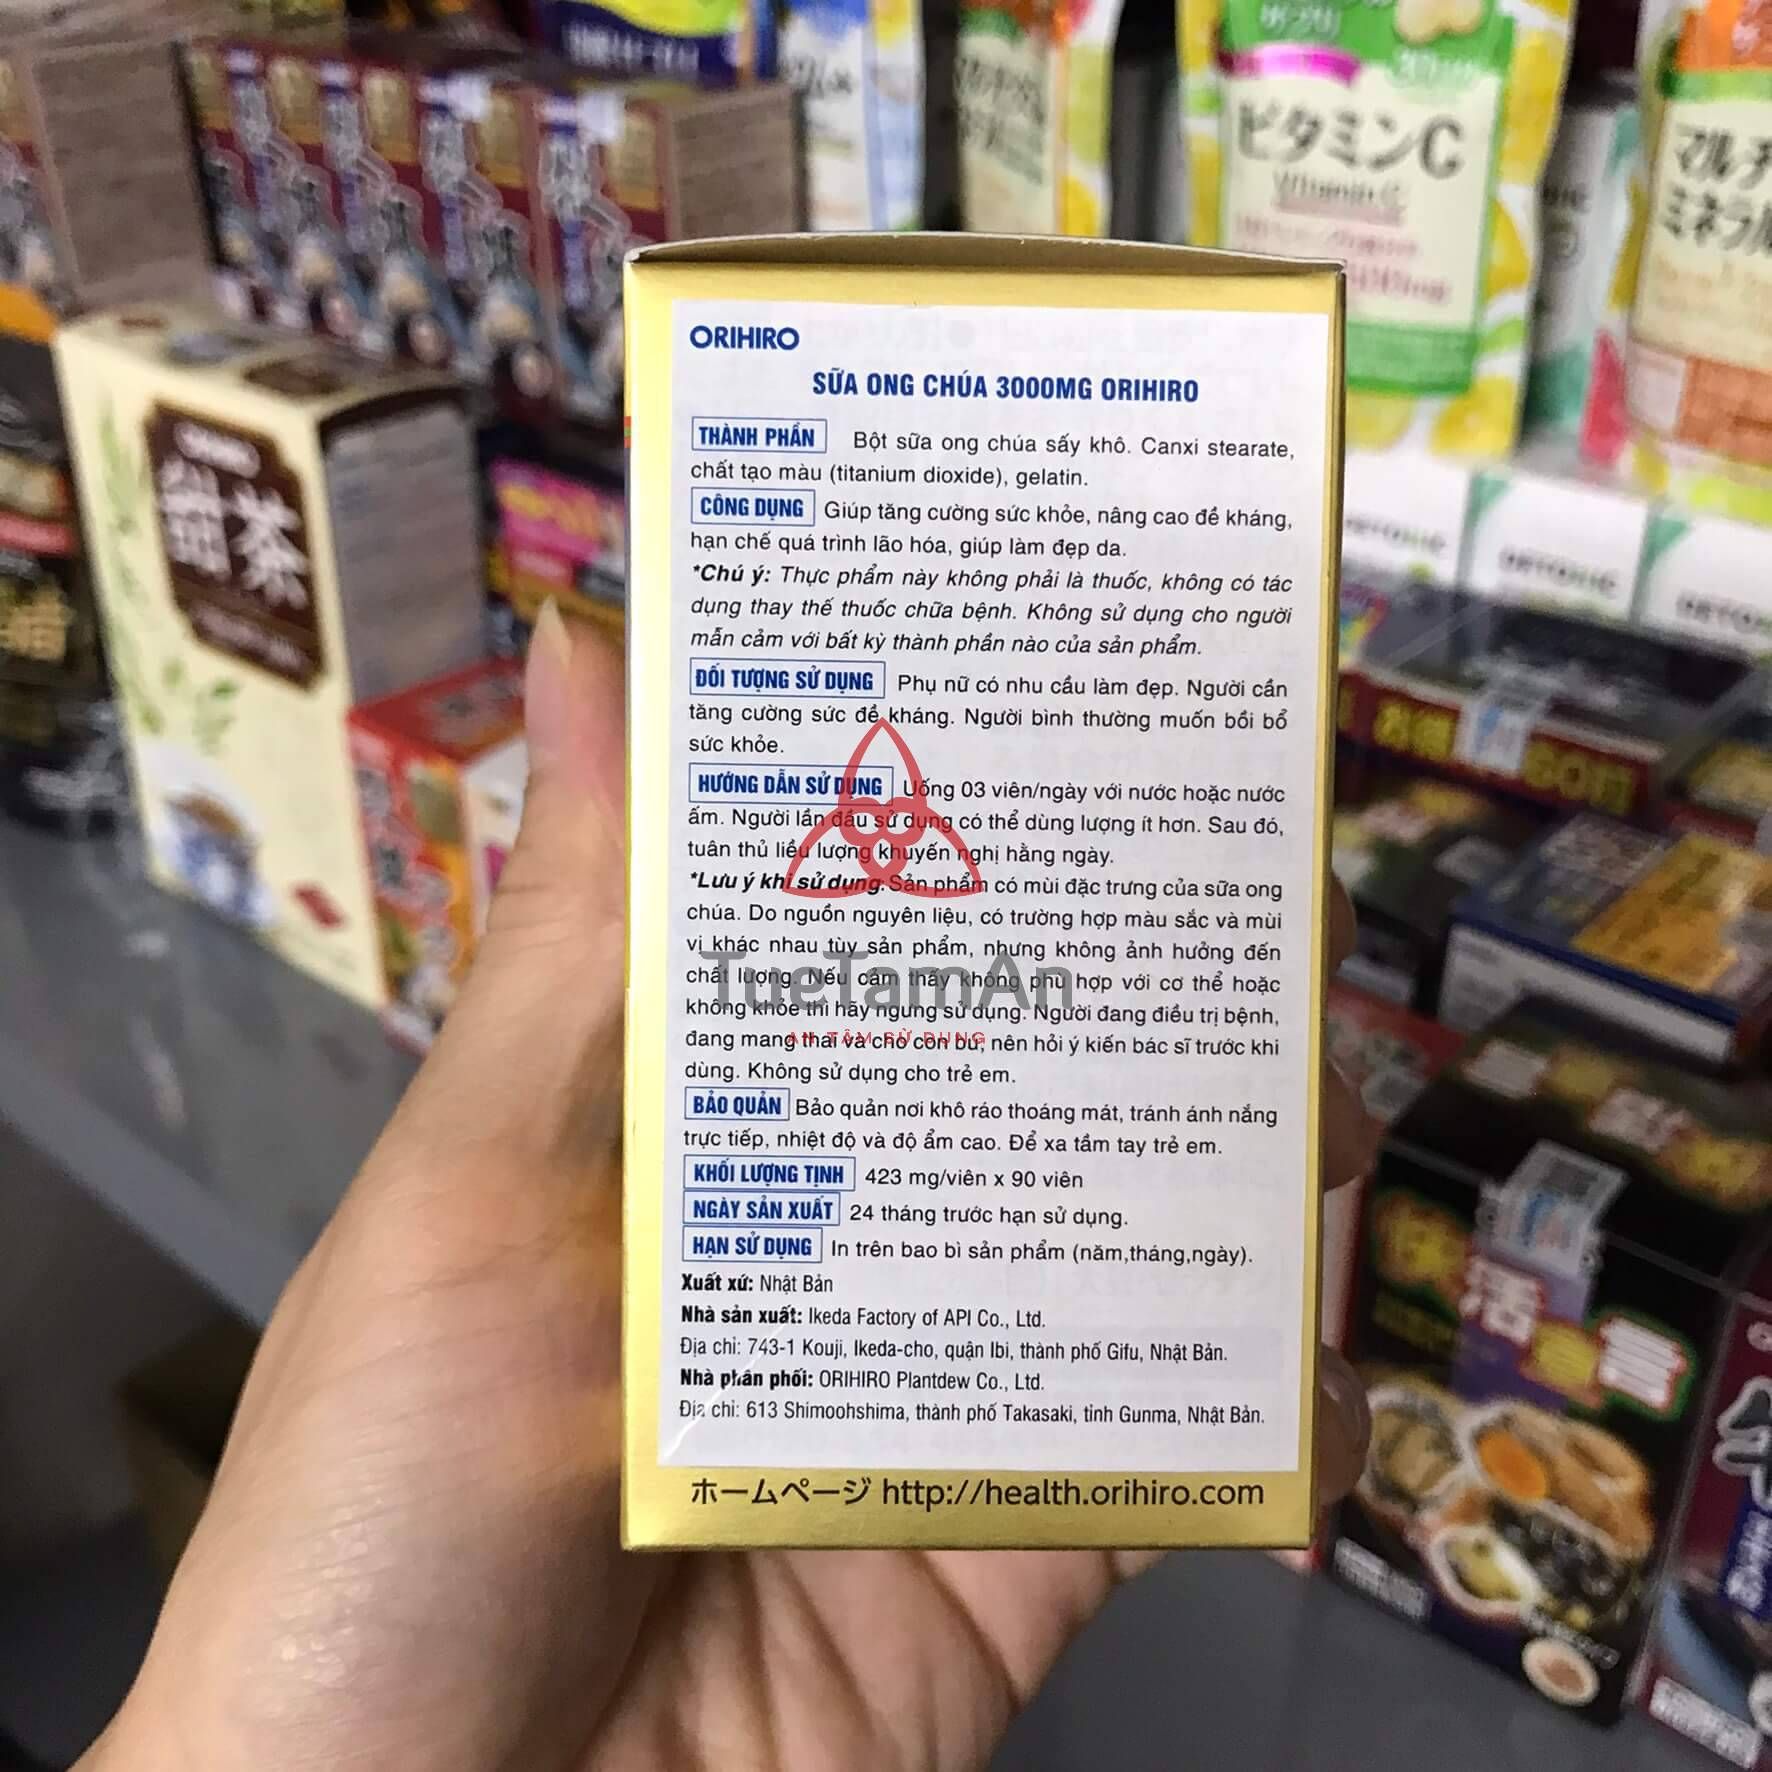 ORIHIRO
SỮA ONG CHÚA 3000MG ORIHIRO
THÀNH PHẦN Bột sữa ong chúa sấy khô. Canxi stearate,
chất tạo màu (titanium dioxide), gelatin.
CÔNG DỤNG Giúp tăng cường sức khỏe, nâng cao đề kháng,
hạn chế quá trình lão hóa, giúp làm đẹp da.
*Chú ý: Thực phẩm này không phải là thuốc, không có tác
dụng thay thế thuốc chữa bệnh. Không sử dụng cho người
mẫn cảm với bất kỳ thành phần nào của sản phẩm.
ĐỐI TƯỢNG SỬ DỤNG Phụ nữ có nhu cầu làm đẹp. Người cần
tăng cường sức đề kháng. Người bình thường muốn bồi bổ
sức khỏe.
HƯỚNG DẪN SỬ DỤNG Uống 03 viên/ngày với nước hoặc nước
ấm. Người lần đầu sử dụng có thể dùng lượng ít hơn. Sau đó,
tuân thủ liều lượng khuyến nghị hằng ngày.
*Lưu ý khi sử dụng: Sản phẩm có mùi đặc trưng của sữa ong
chúa. Do nguồn nguyên liệu, có trường hợp màu sắc và mùi
vị khác nhau tùy sản phẩm, nhưng không ảnh hưởng đến
chất lượng. Nếu cảm thấy không phù hợp với cơ thể hoặc
không khỏe thì hãy ngưng sử dụng. Người đang điều trị bệnh,
đang mang thai và cho con bú, nên hỏi ý kiến bác sĩ trước khi
dùng. Không sử dụng cho trẻ em.
TueTamAn
AN TÂM SỬ DỤNG
BẢO QUẢN Bảo quản nơi khô ráo thoáng mát, tránh ánh nắng
trực tiếp, nhiệt độ và độ ẩm cao. Để xa tầm tay trẻ em.
KHỐI LƯỢNG TỊNH 423 mg/viên x 90 viên
NGÀY SẢN XUẤT 24 tháng trước hạn sử dụng.
HẠN SỬ DỤNG In trên bao bì sản phẩm (năm,tháng,ngày).
Xuất xứ: Nhật Bản
Nhà sản xuất: Ikeda Factory of API Co., Ltd.
Địa chỉ: 743-1 Kouji, Ikeda-cho, quận Ibi, thành phố Gifu, Nhật Bản.
Nhà phân phối: ORIHIRO Plantdew Co., Ltd.
Địa chỉ: 613 Shimoohshima, thành phố Takasaki, tỉnh Gunma, Nhật Bản.
ホームページ http://health.orihiro.com
ビタミンC
Vitamin C
マルチ
ミネラル
ORIHIRO
甜茶